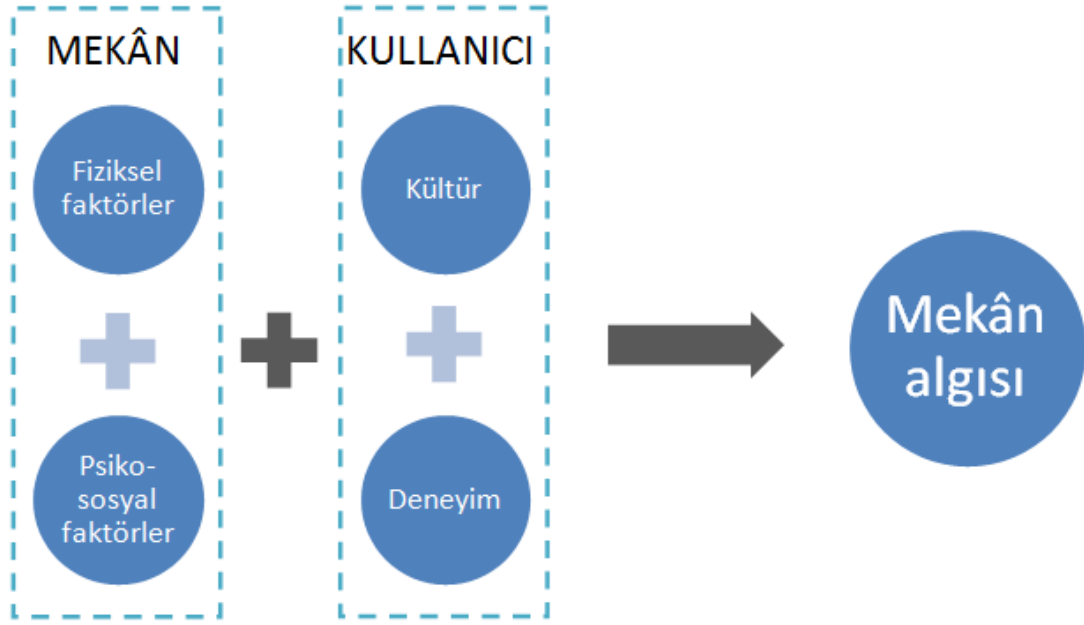 MEKÂN
Fiziksel
faktörler
Psiko-
sosyal
faktörler
KULLANICI
Kültür
Deneyim
Mekân
algısı